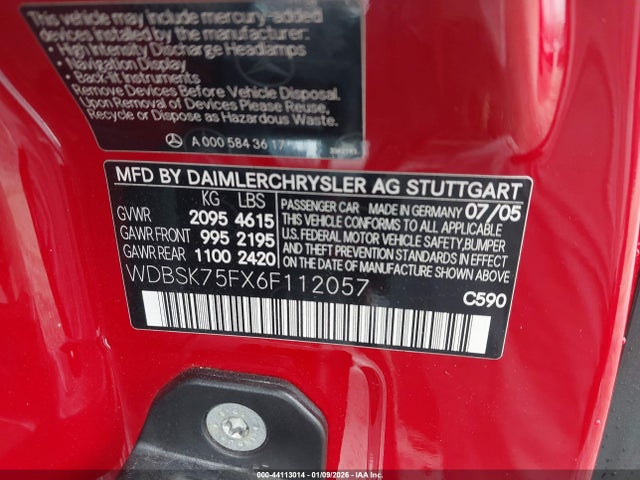 This vehicle may include mercury-added
devices installed by the manufacturer:
• High Intensity Discharge Headlamps
• Navigation Display
• Back-lit Instruments
Remove Devices Before Vehicle Disposal.
Upon Removal of Devices Please Reuse,
Recycle or Dispose as Hazardous Waste.
A 000 584 36 17
MFD BY DAIMLERCHRYSLER AG STUTTGART
KG LBS
GVWR 2095 4615
GAWR FRONT 995 2195
GAWR REAR 1100 2420
PASSENGER CAR MADE IN GERMANY 07/05
THIS VEHICLE CONFORMS TO ALL APPLICABLE
U.S. FEDERAL MOTOR VEHICLE SAFETY, BUMPER
AND THEFT PREVENTION STANDARDS IN EFFECT
ON THE DATE OF MANUFACTURE SHOWN ABOVE.
WDBSK75FX6F112057
C590
000-44113014 - 01/09/2026 - IAAI Copyright